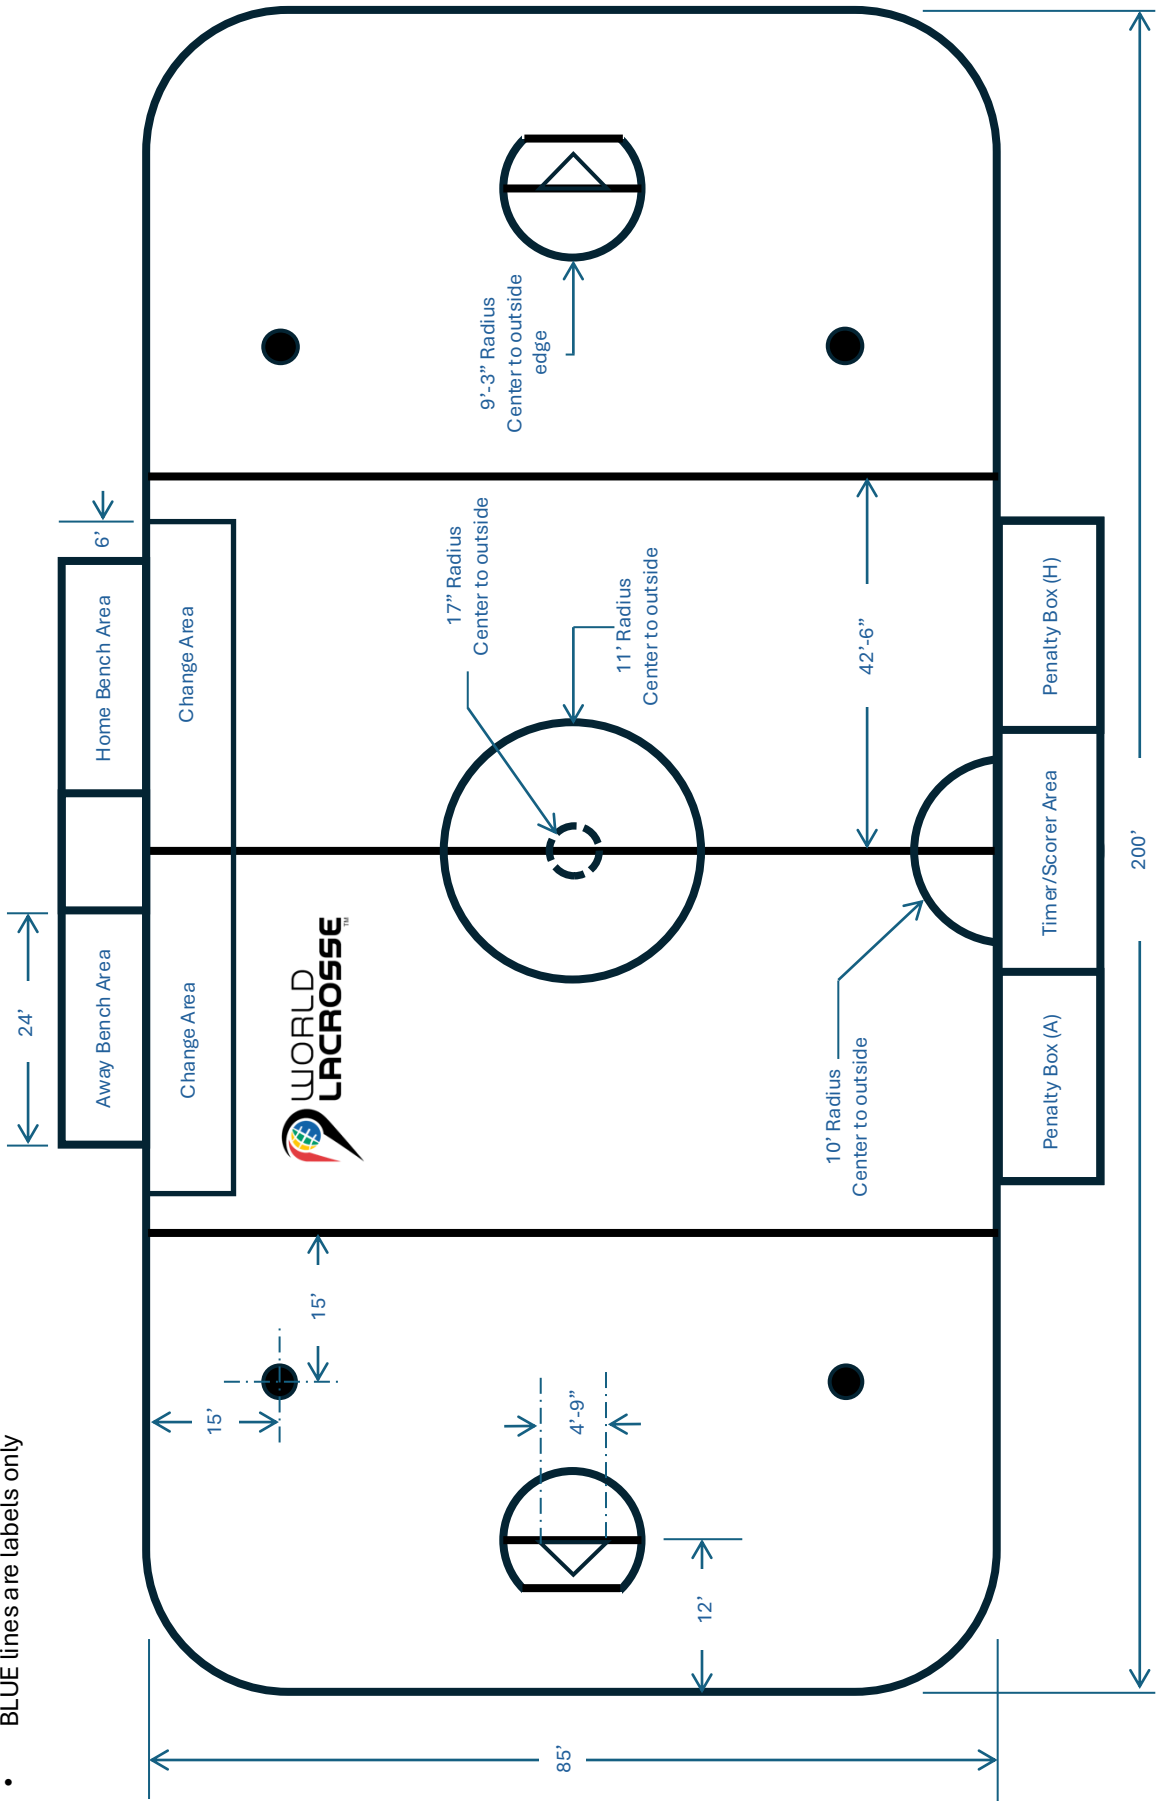 • BLUE lines are labels only
24’
6’
Away Bench Area
Home Bench Area
Change Area
Change Area
WORLD
LACROSSE
™
15’
15’
17” Radius
Center to outside
9’-3” Radius
Center to outside
edge
4’-9”
11’ Radius
Center to outside
12’
42’-6”
10’ Radius
Center to outside
Penalty Box (A)
Timer/Scorer Area
Penalty Box (H)
85’
200’